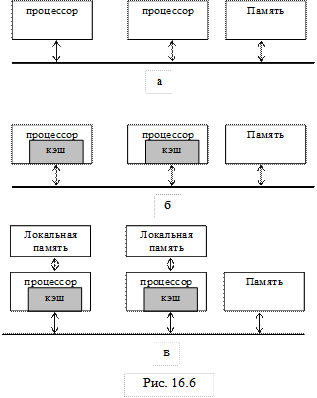 процессор процессор Память
а
процессор процессор Память
кэш кэш
б
Локальная Локальная
память память
процессор процессор Память
кэш кэш
в
Рис. 16.6